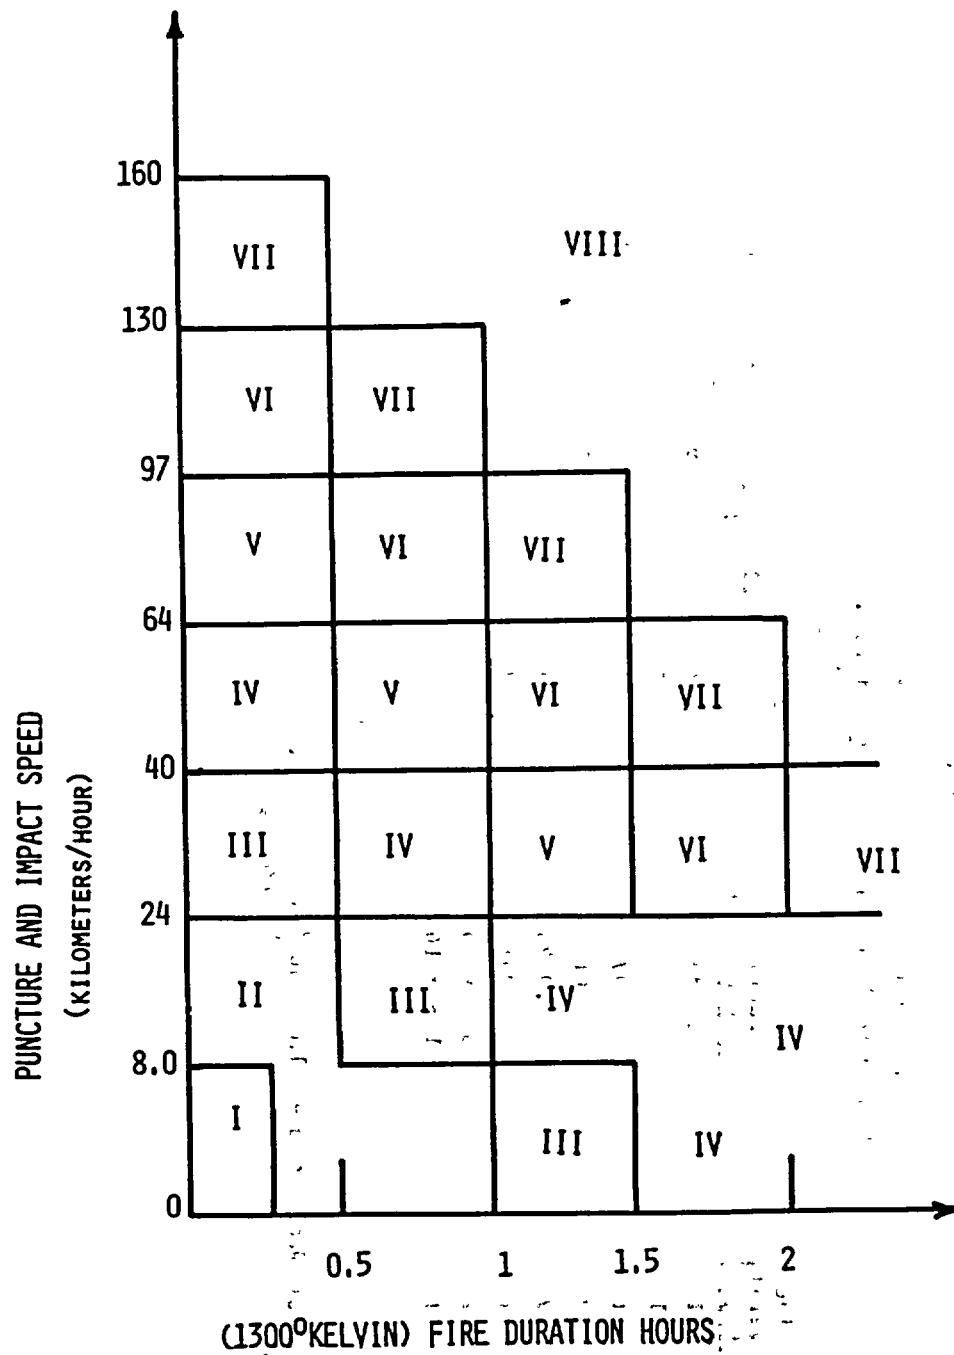 160
VII
VIII
130
VI VII
97
V VI VII
64
IV V VI VII
40
III IV V VI VII
24
II III IV
IV
8.0
I III IV
0
0.5 1 1.5 2
(1300°KELVIN) FIRE DURATION HOURS
PUNCTURE AND IMPACT SPEED
(KILOMETERS/HOUR)